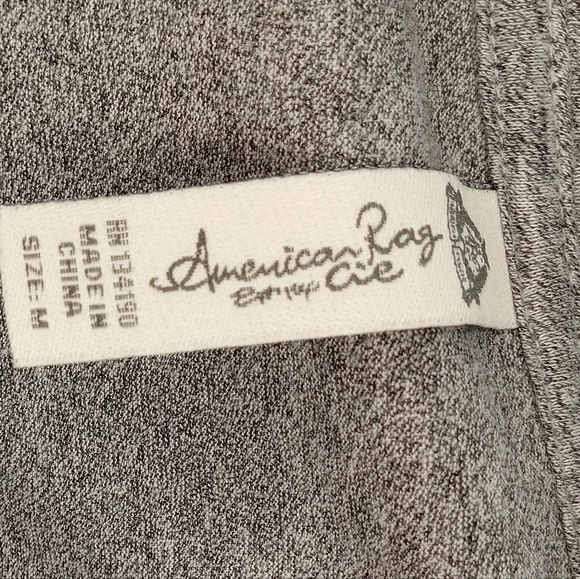 American Rag
Cie
RN 134190
MADE IN
CHINA
SIZE: M